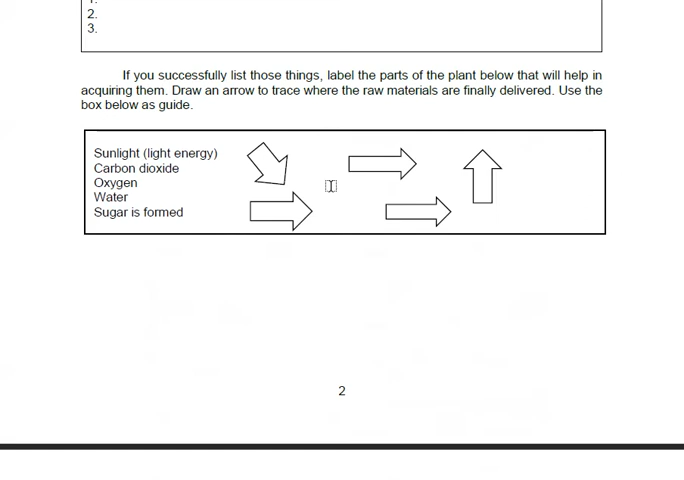 2.
3.
If you successfully list those things, label the parts of the plant below that will help in
acquiring them. Draw an arrow to trace where the raw materials are finally delivered. Use the
box below as guide.
Sunlight (light energy)
Carbon dioxide
Oxygen
Water
Sugar is formed
2